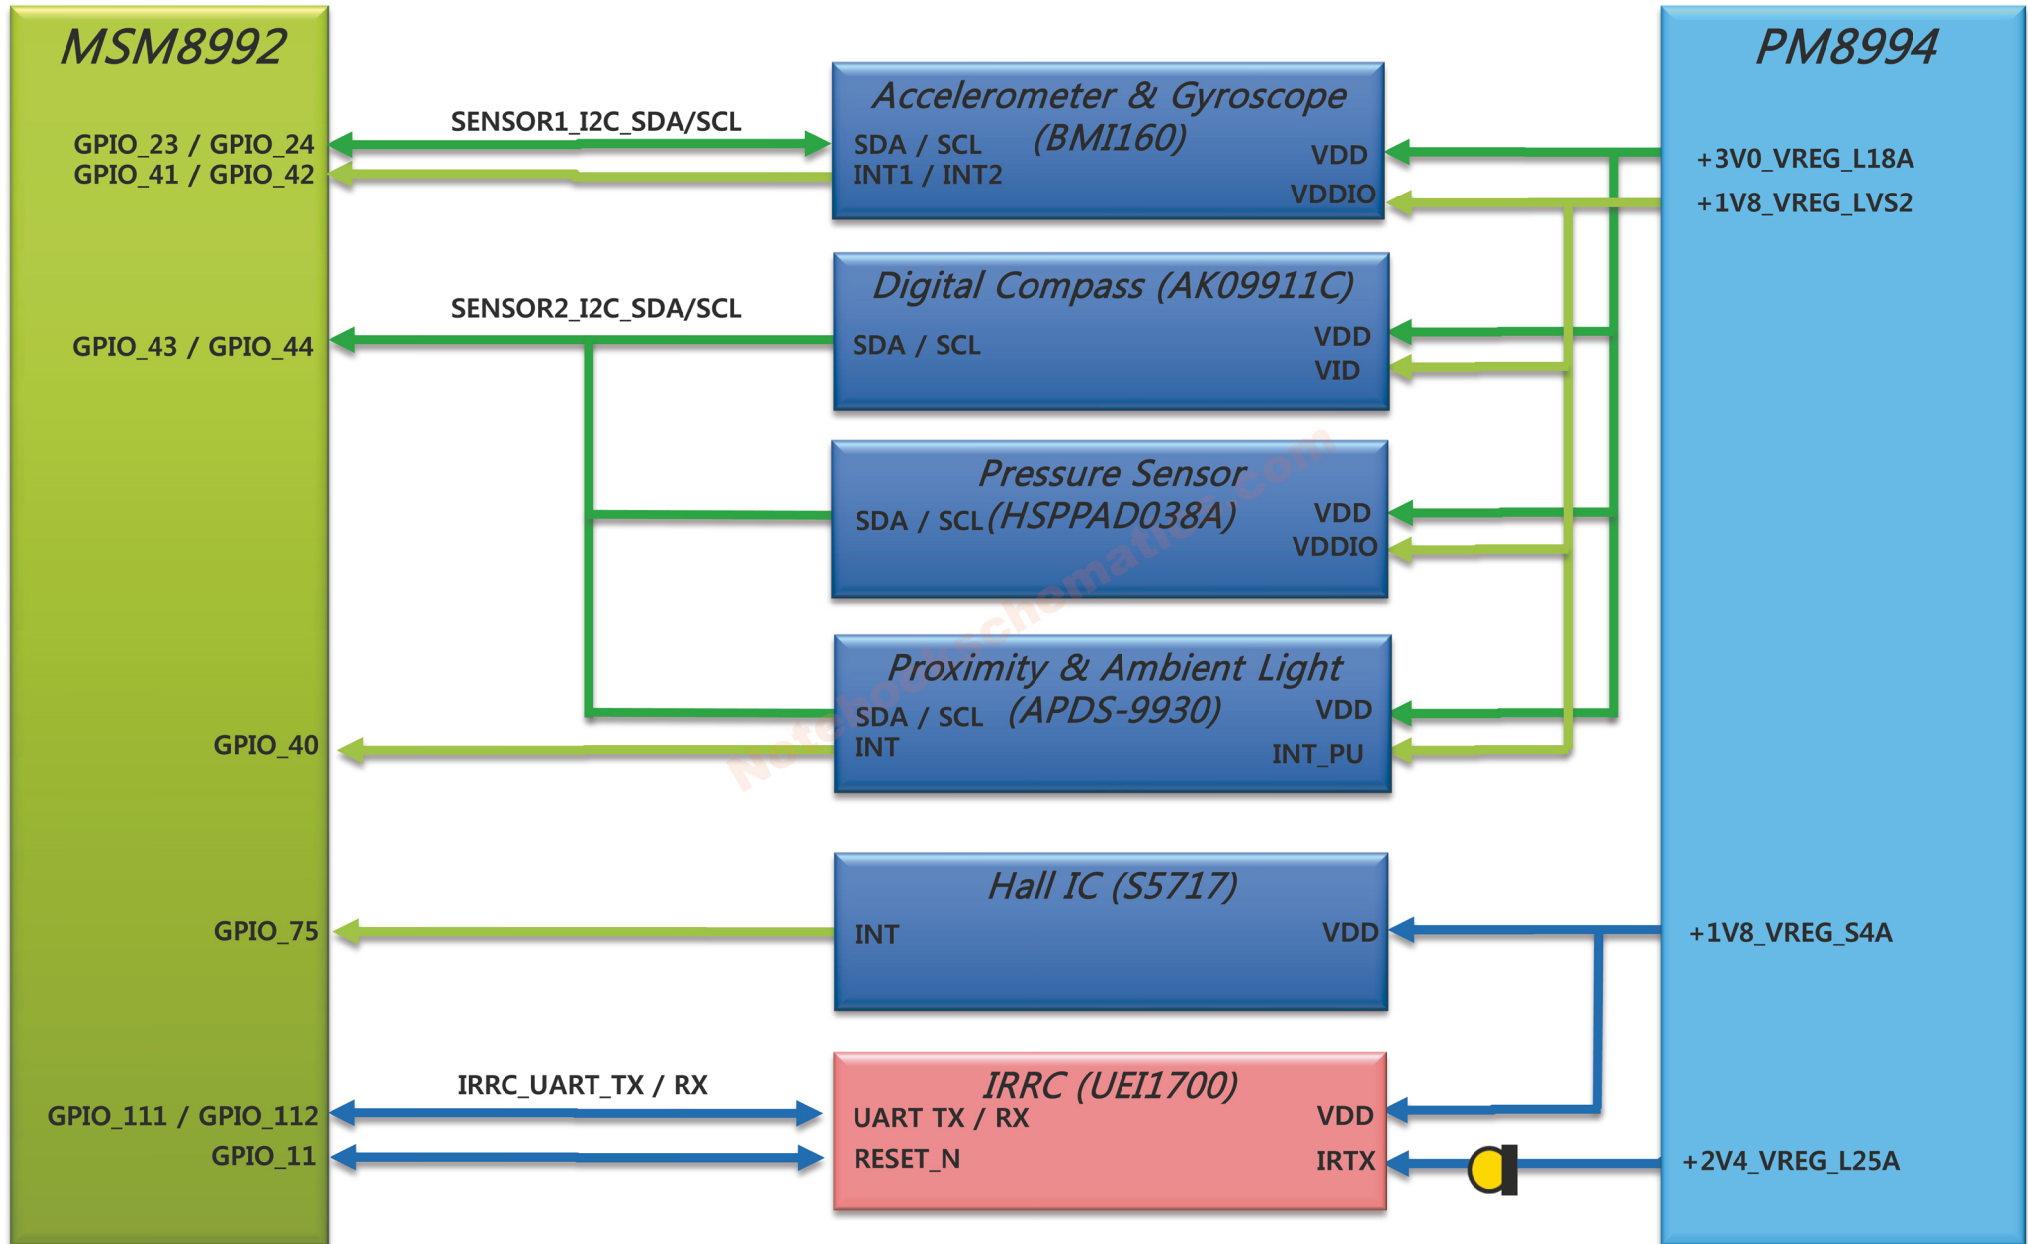 MSM8992
GPIO_23 / GPIO_24
GPIO_41 / GPIO_42
GPIO_43 / GPIO_44
GPIO_40
GPIO_75
GPIO_111 / GPIO_112
GPIO_11
SENSOR1_I2C_SDA/SCL
SENSOR2_I2C_SDA/SCL
IRRC_UART_TX / RX
Accelerometer & Gyroscope
(BMI160)
SDA / SCL
INT1 / INT2
VDD
VDDIO
Digital Compass (AK09911C)
SDA / SCL
VDD
VID
Pressure Sensor
(HSPPAD038A)
SDA / SCL
VDD
VDDIO
Proximity & Ambient Light
(APDS-9930)
SDA / SCL
INT
VDD
INT_PU
Hall IC (S5717)
INT
VDD
IRRC (UEI1700)
UART TX / RX
RESET_N
VDD
IRTX
PM8994
+3V0_VREG_L18A
+1V8_VREG_LVS2
+1V8_VREG_S4A
+2V4_VREG_L25A
Notebookschematics.com